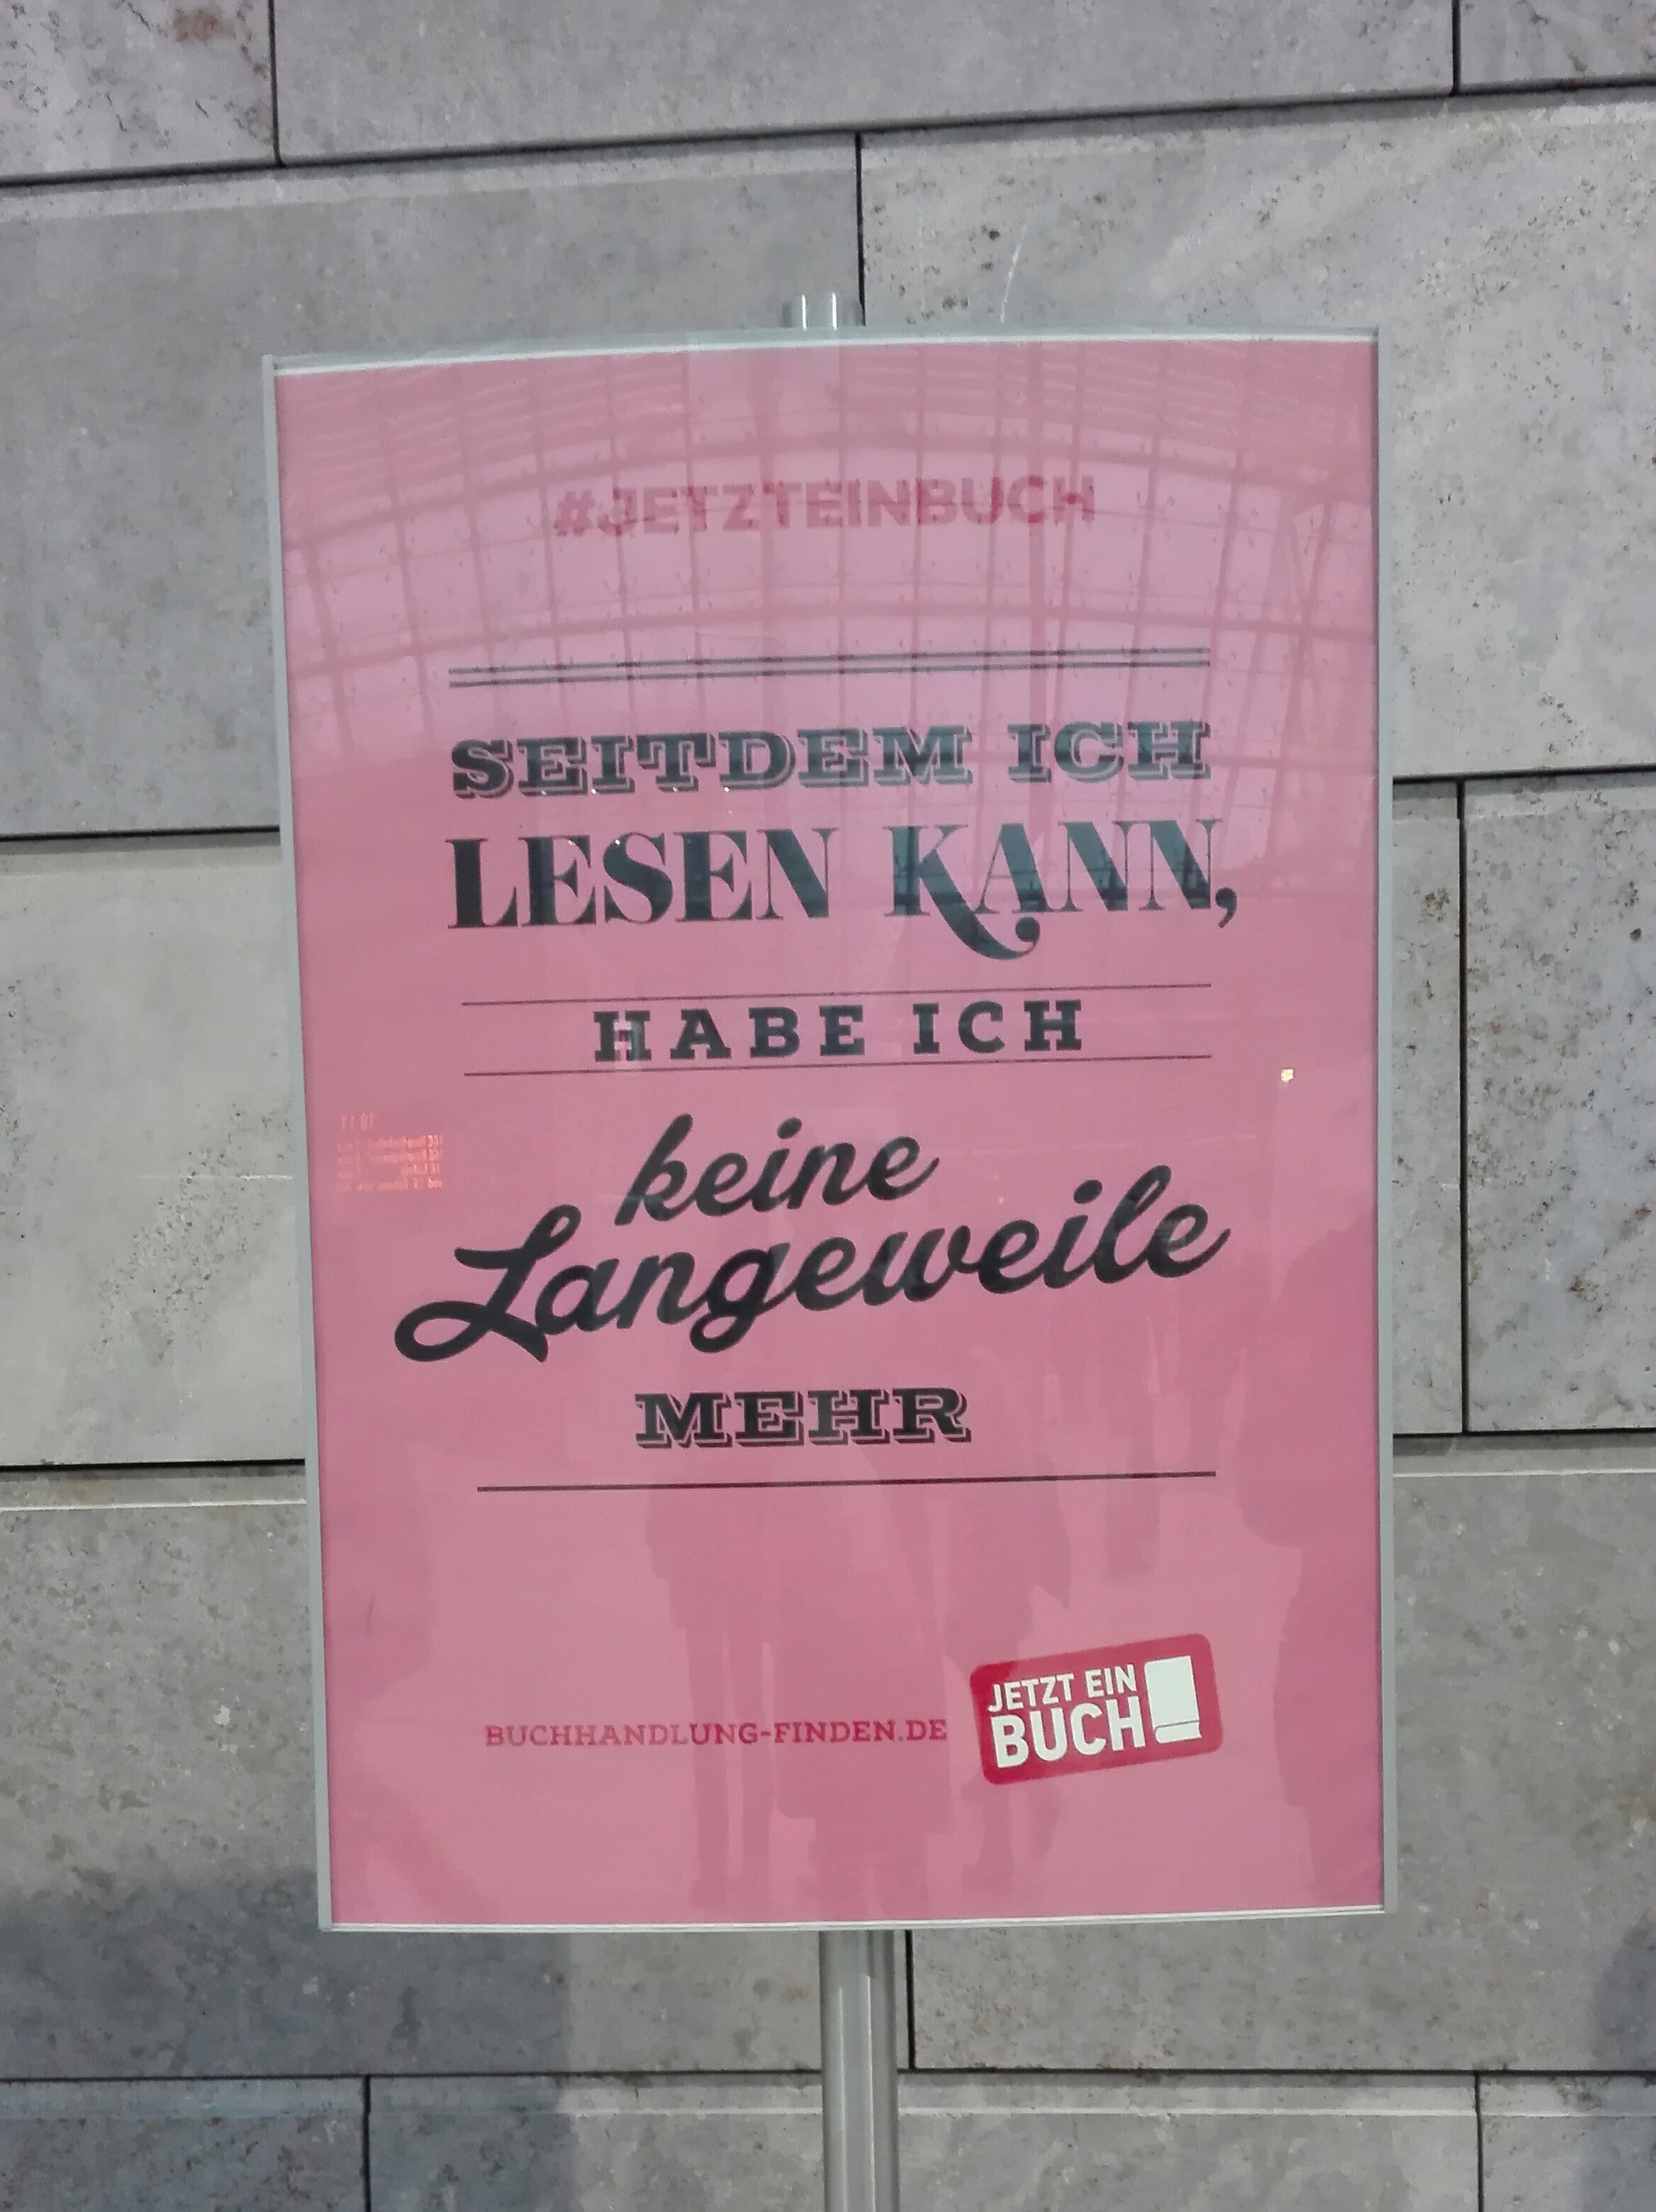 #JETZTEINBUCH
SEITDEM ICH
LESEN KANN,
HABE ICH
keine
Langeweile
MEHR
BUCHHANDLUNG-FINDEN.DE
JETZT EIN
BUCH